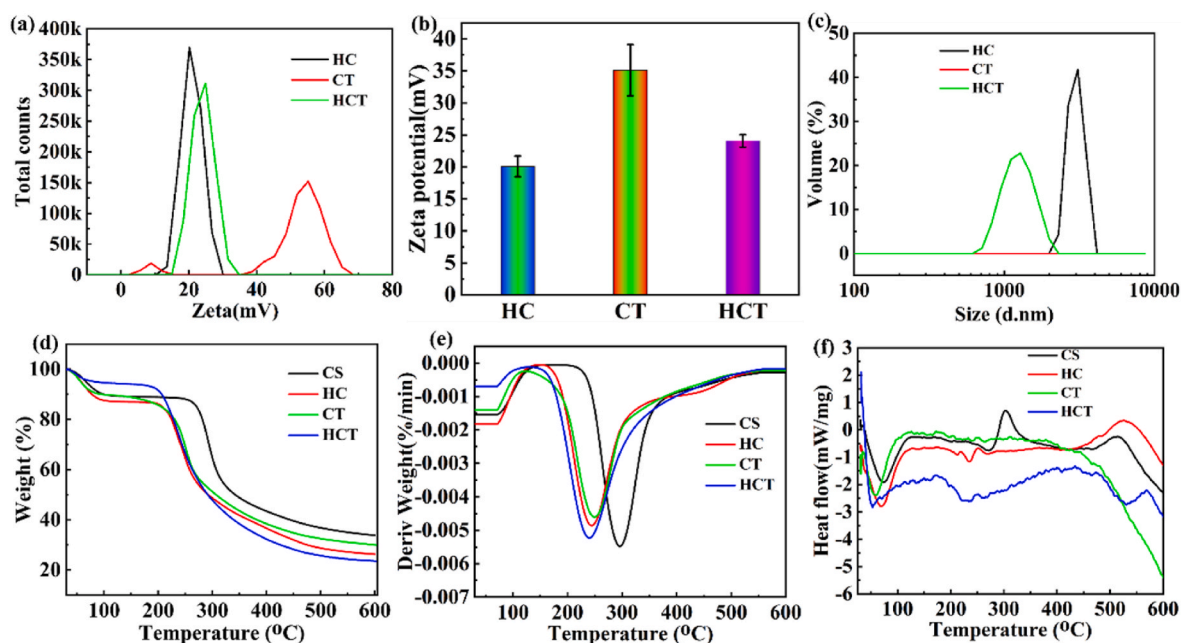 (a)
400k
350k
300k
250k
200k
150k
100k
50k
0
Total counts
HC
CT
HCT
0
20
40
60
80
Zeta(mV)
(b)
40
35
30
25
20
15
10
5
0
Zeta potential(mV)
HC
CT
HCT
(c)
50
40
30
20
10
0
Volume (%)
HC
CT
HCT
100
1000
10000
Size (d.nm)
(d)
100
80
60
40
20
Weight (%)
CS
HC
CT
HCT
100
200
300
400
500
600
Temperature (⁰C)
(e)
0.000
-0.001
-0.002
-0.003
-0.004
-0.005
-0.006
-0.007
Deriv Weight(%/min)
CS
HC
CT
HCT
100
200
300
400
500
600
Temperature (⁰C)
(f)
3
2
1
0
-1
-2
-3
-4
-5
-6
Heat flow(mW/mg)
CS
HC
CT
HCT
100
200
300
400
500
600
Temperature (⁰C)